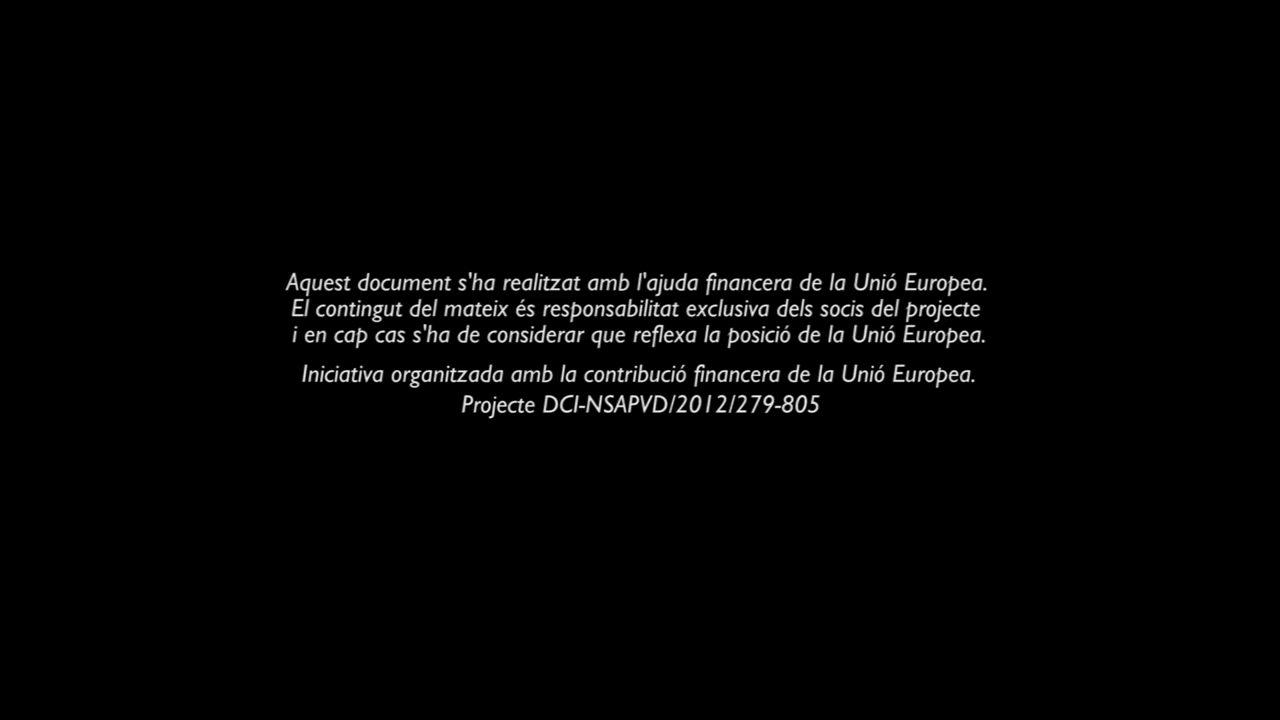 Aquest document s'ha realitzat amb l'ajuda financera de la Unió Europea.
El contingut del mateix és responsabilitat exclusiva dels socis del projecte
i en cap cas s'ha de considerar que reflexa la posició de la Unió Europea.
Iniciativa organitzada amb la contribució financera de la Unió Europea.
Projecte DCI-NSAPVD/2012/279-805